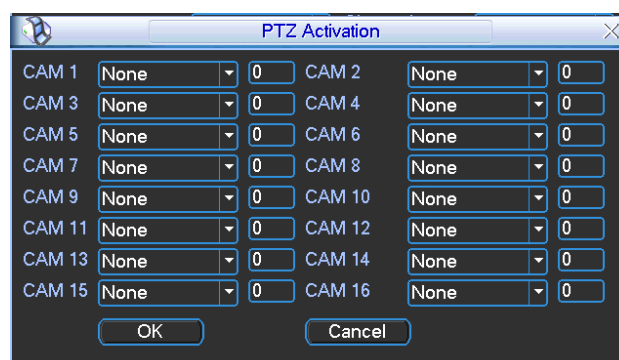 PTZ Activation
CAM 1 None 0 CAM 2 None 0
CAM 3 None 0 CAM 4 None 0
CAM 5 None 0 CAM 6 None 0
CAM 7 None 0 CAM 8 None 0
CAM 9 None 0 CAM 10 None 0
CAM 11 None 0 CAM 12 None 0
CAM 13 None 0 CAM 14 None 0
CAM 15 None 0 CAM 16 None 0
OK Cancel